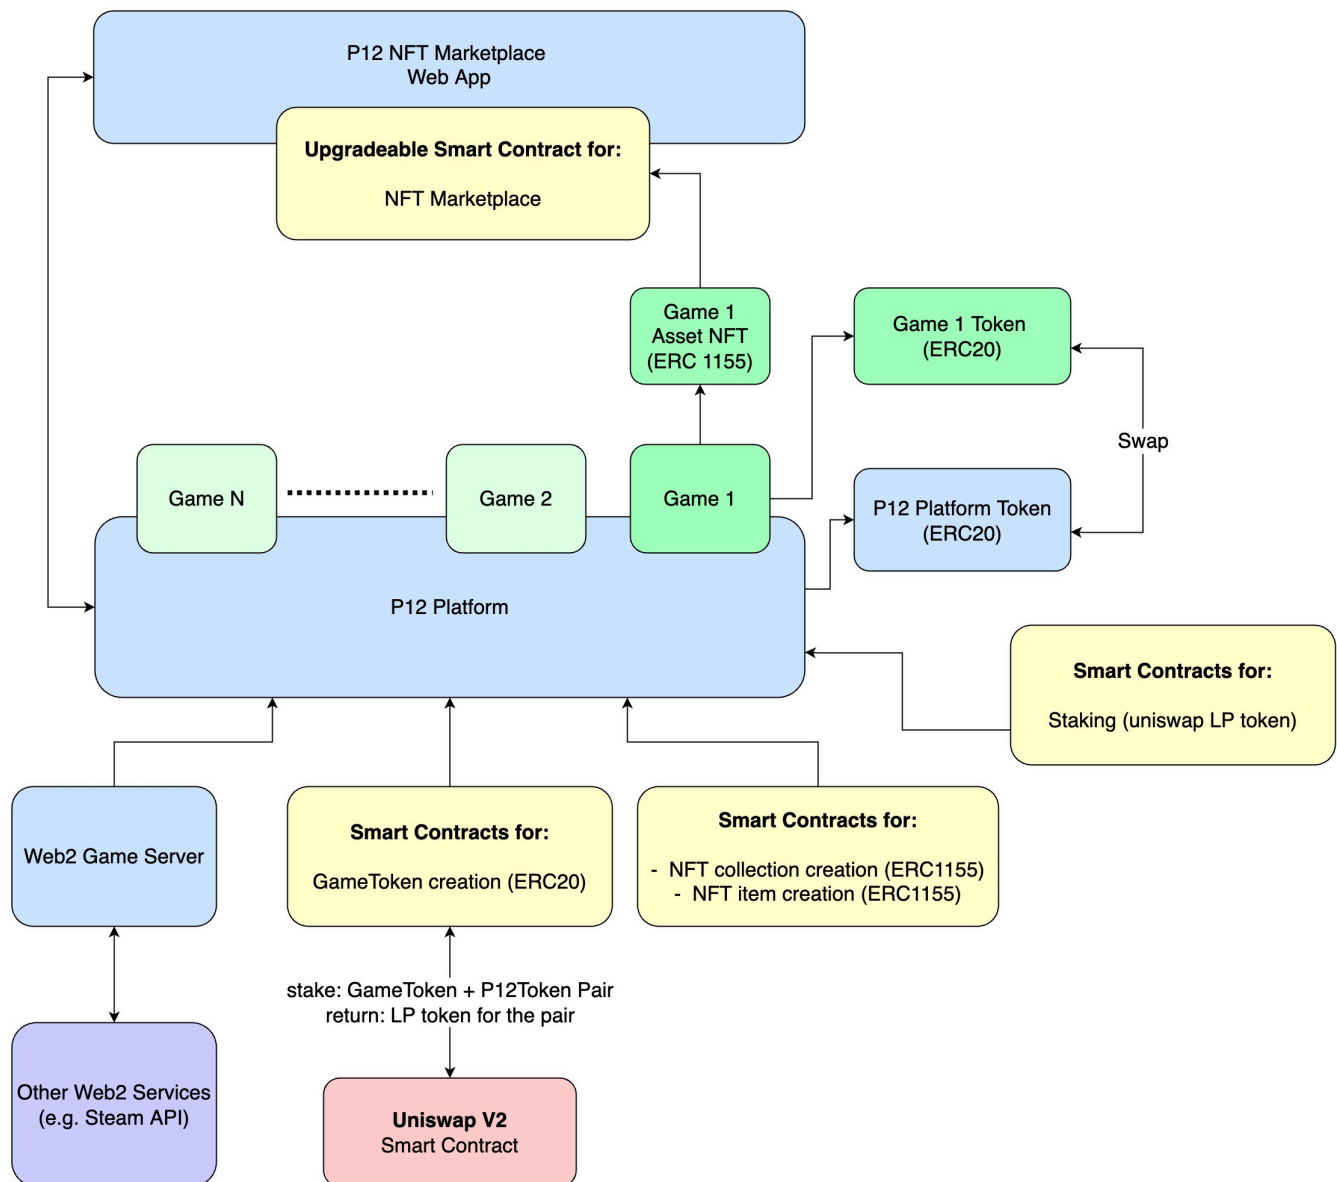 P12 NFT Marketplace
Web App
Upgradeable Smart Contract for:
NFT Marketplace
Game 1
Asset NFT
(ERC 1155)
Game 1 Token
(ERC20)
Swap
Game N
Game 2
Game 1
P12 Platform Token
(ERC20)
P12 Platform
Smart Contracts for:
Staking (uniswap LP token)
Web2 Game Server
Smart Contracts for:
GameToken creation (ERC20)
Smart Contracts for:
- NFT collection creation (ERC1155)
- NFT item creation (ERC1155)
stake: GameToken + P12Token Pair
return: LP token for the pair
Other Web2 Services
(e.g. Steam API)
Uniswap V2
Smart Contract